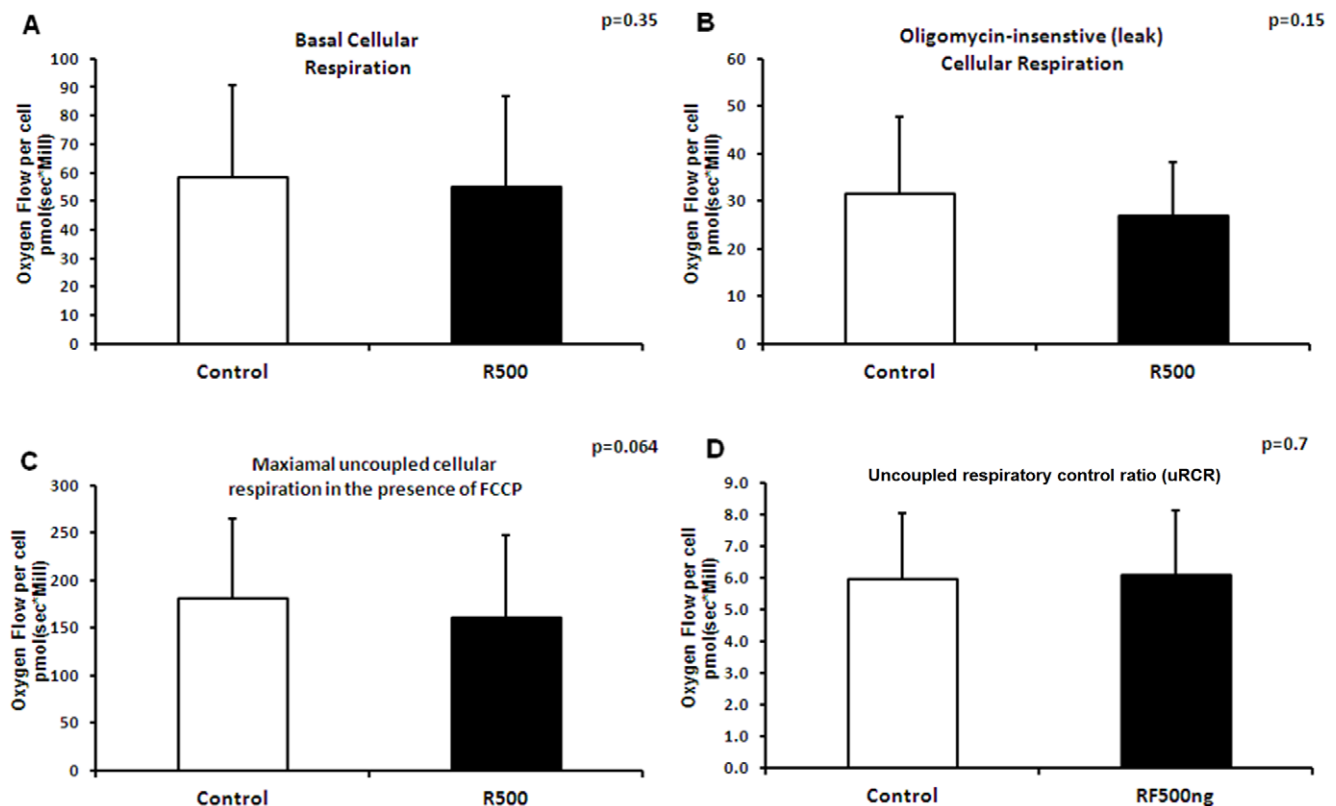 A
p=0.35
Basal Cellular
Respiration
Oxygen Flow per cell
pmol(sec*Mill)
100
90
80
70
60
50
40
30
20
10
0
Control
R500
B
p=0.15
Oligomycin-insenstive (leak)
Cellular Respiration
Oxygen Flow per cell
pmol(sec*Mill)
60
50
40
30
20
10
0
Control
R500
C
p=0.064
Maxiamal uncoupled cellular
respiration in the presence of FCCP
Oxygen Flow per cell
pmol(sec*Mill)
300
250
200
150
100
50
0
Control
R500
D
p=0.7
Uncoupled respiratory control ratio (uRCR)
Oxygen Flow per cell
pmol(sec*Mill)
9.0
8.0
7.0
6.0
5.0
4.0
3.0
2.0
1.0
0.0
Control
RF500ng